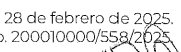 28 de febrero de 2025.
o. 200010000/558/2025